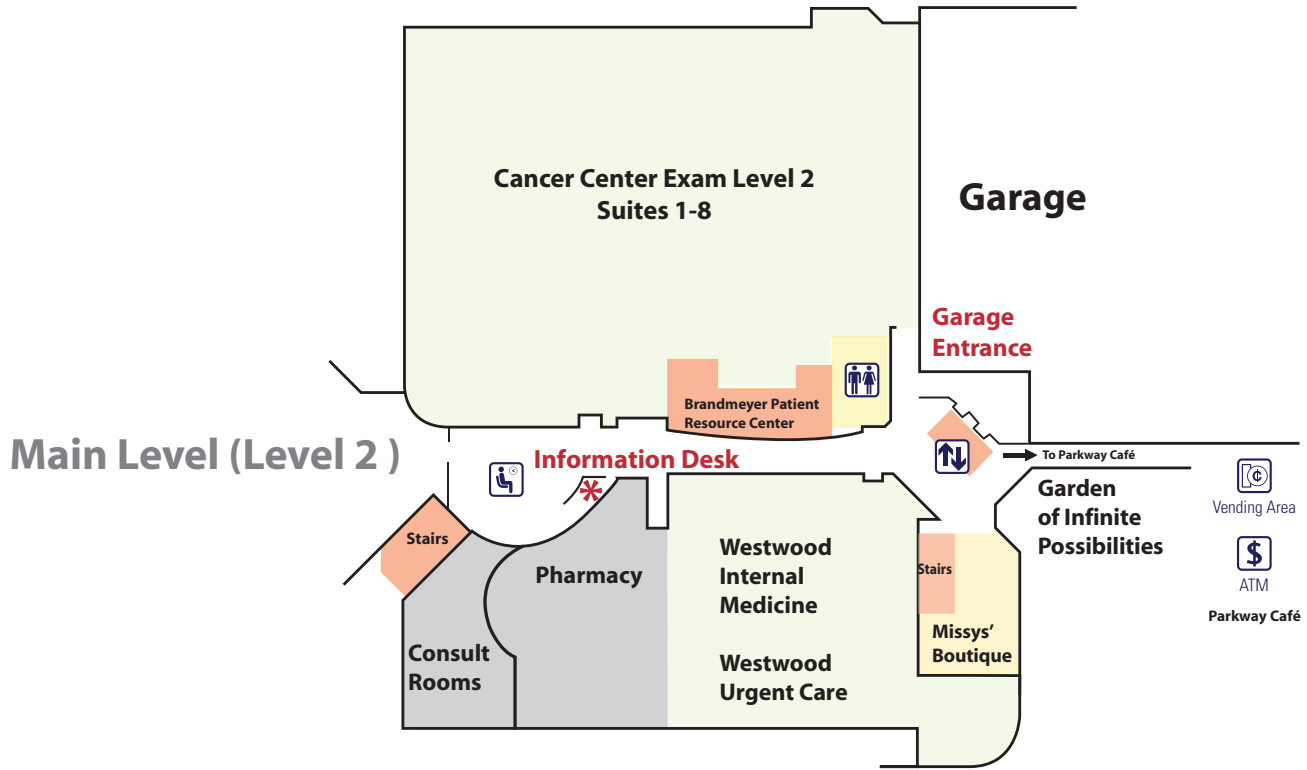 Cancer Center Exam Level 2
Suites 1-8
Garage
Garage
Entrance
Brandmeyer Patient
Resource Center
Main Level (Level 2 )
Information Desk
*
To Parkway Café
Garden
of Infinite
Possibilities
¢
Vending Area
$
ATM
Parkway Café
Stairs
Pharmacy
Westwood
Internal
Medicine
Westwood
Urgent Care
Stairs
Missys’
Boutique
Consult
Rooms